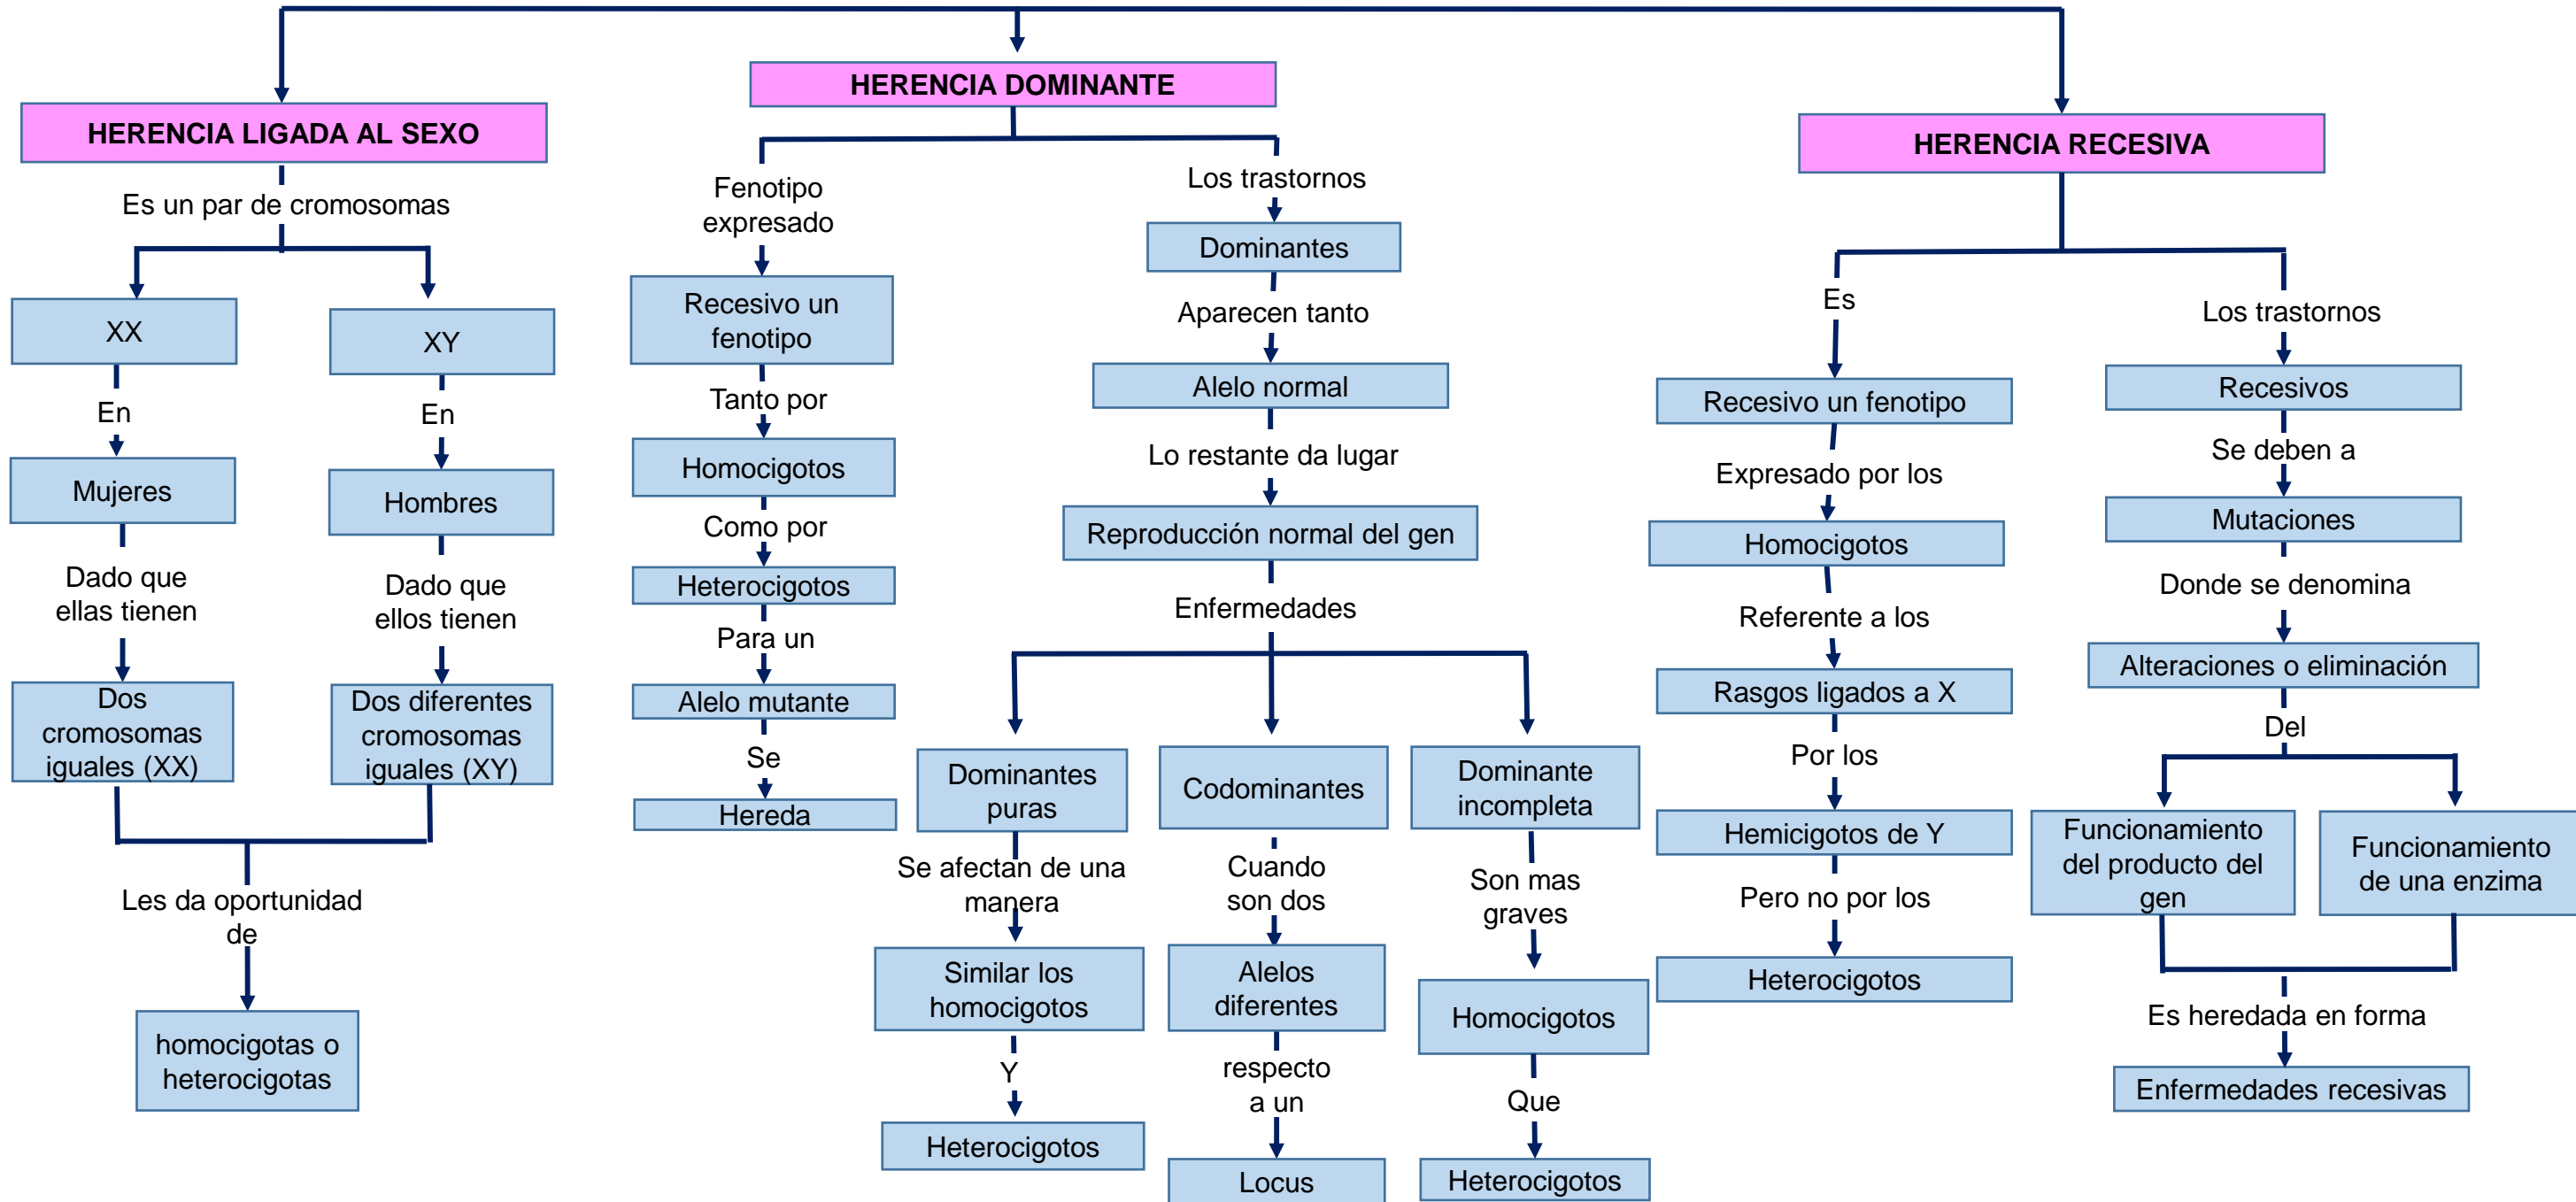 HERENCIA LIGADA AL SEXO
Es un par de cromosomas
XX
En
Mujeres
Dado que
ellas tienen
Dos
cromosomas
iguales (XX)
XY
En
Hombres
Dado que
ellos tienen
Dos diferentes
cromosomas
iguales (XY)
Les da oportunidad
de
homocigotas o
heterocigotas
HERENCIA DOMINANTE
Fenotipo
expresado
Recesivo un
fenotipo
Tanto por
Homocigotos
Como por
Heterocigotos
Para un
Alelo mutante
Se
Hereda
Los trastornos
Dominantes
Aparecen tanto
Alelo normal
Lo restante da lugar
Reproducción normal del gen
Enfermedades
Dominantes
puras
Se afectan de una
manera
Similar los
homocigotos
Y
Heterocigotos
Codominantes
Cuando
son dos
Alelos
diferentes
respecto
a un
Locus
Dominante
incompleta
Son mas
graves
Homocigotos
Que
Heterocigotos
HERENCIA RECESIVA
Es
Recesivo un fenotipo
Expresado por los
Homocigotos
Referente a los
Rasgos ligados a X
Por los
Hemicigotos de Y
Pero no por los
Heterocigotos
Los trastornos
Recesivos
Se deben a
Mutaciones
Donde se denomina
Alteraciones o eliminación
Del
Funcionamiento
del producto del
gen
Funcionamiento
de una enzima
Es heredada en forma
Enfermedades recesivas